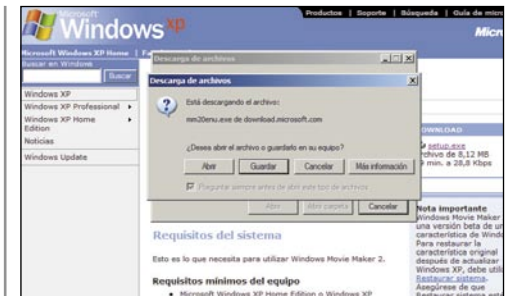 Productos | Soporte | Búsqueda | Guía de
Microsoft
Windows xp
Micr
Microsoft Windows XP Home |
Buscar en Windows
Buscar
Windows XP
Windows XP Professional
Windows XP Home
Edition
Noticias
Windows Update
Descarga de archivos
Descarga de archivos
Está descargando el archivo:
mm20enu.exe de download.microsoft.com
¿Desea abrir el archivo o guardarlo en su equipo?
Abrir Guardar Cancelar Más información
Preguntar siempre antes de abrir este tipo de archivos
Abrir Abrir carpeta Cancelar
OWNLOAD
setup.exe
rchivo de 8,12 MB
min. a 28,8 Kbps
Nota importante
Windows Movie Maker
una versión beta de un
característica de Windo
Para restaurar la
característica original
después de actualizar
Windows XP, debe utili
Restaurar sistema.
Asegúrese de que
Restaurar sistema est
Requisitos del sistema
Esto es lo que necesita para utilizar Windows Movie Maker 2.
Requisitos mínimos del equipo
• Microsoft Windows XP Home Edition o Windows XP